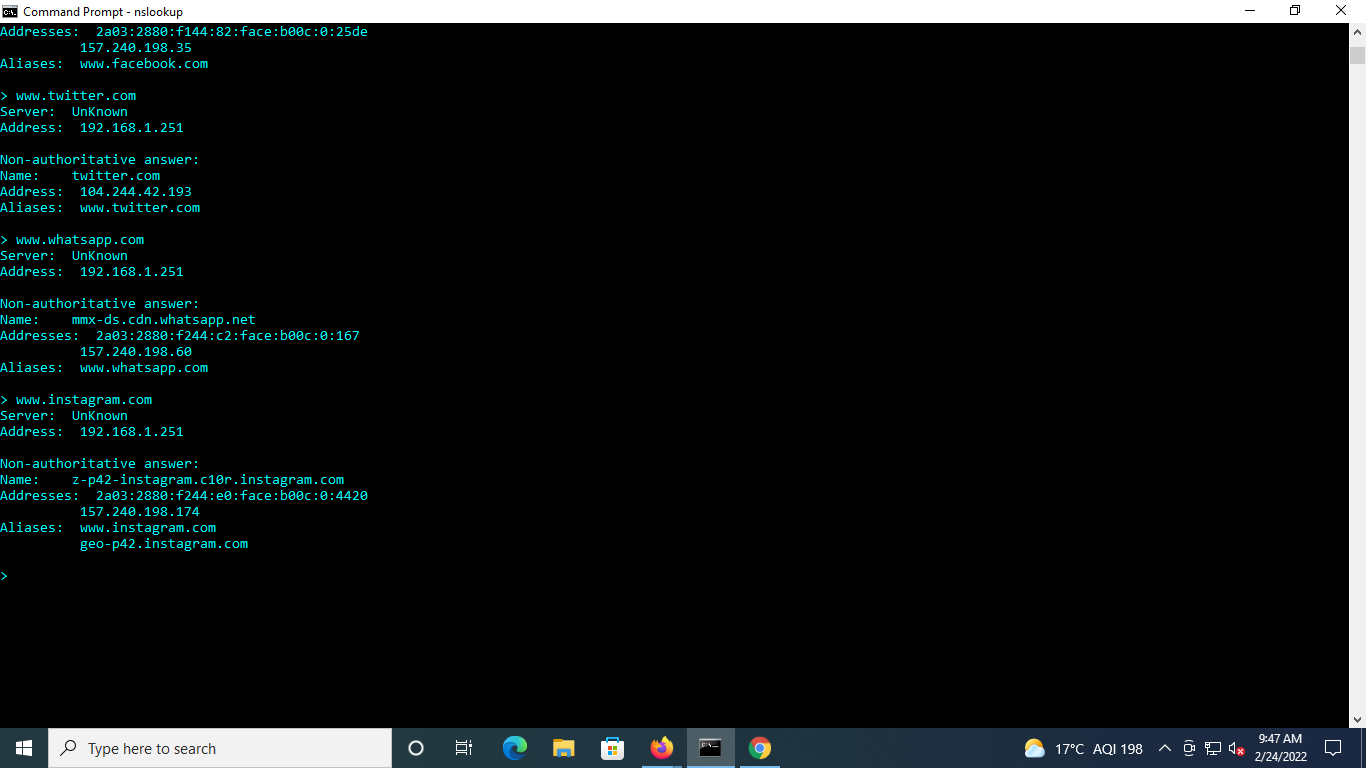 Command Prompt - nslookup
Addresses:  2a03:2880:f144:82:face:b00c:0:25de
          157.240.198.35
Aliases:  www.facebook.com
> www.twitter.com
Server:  UnKnown
Address:  192.168.1.251
Non-authoritative answer:
Name:    twitter.com
Address:  104.244.42.193
Aliases:  www.twitter.com
> www.whatsapp.com
Server:  UnKnown
Address:  192.168.1.251
Non-authoritative answer:
Name:    mmx-ds.cdn.whatsapp.net
Addresses:  2a03:2880:f244:c2:face:b00c:0:167
          157.240.198.60
Aliases:  www.whatsapp.com
> www.instagram.com
Server:  UnKnown
Address:  192.168.1.251
Non-authoritative answer:
Name:    z-p42-instagram.c10r.instagram.com
Addresses:  2a03:2880:f244:e0:face:b00c:0:4420
          157.240.198.174
Aliases:  www.instagram.com
          geo-p42.instagram.com
>
Type here to search
17°C AQI 198
9:47 AM
2/24/2022